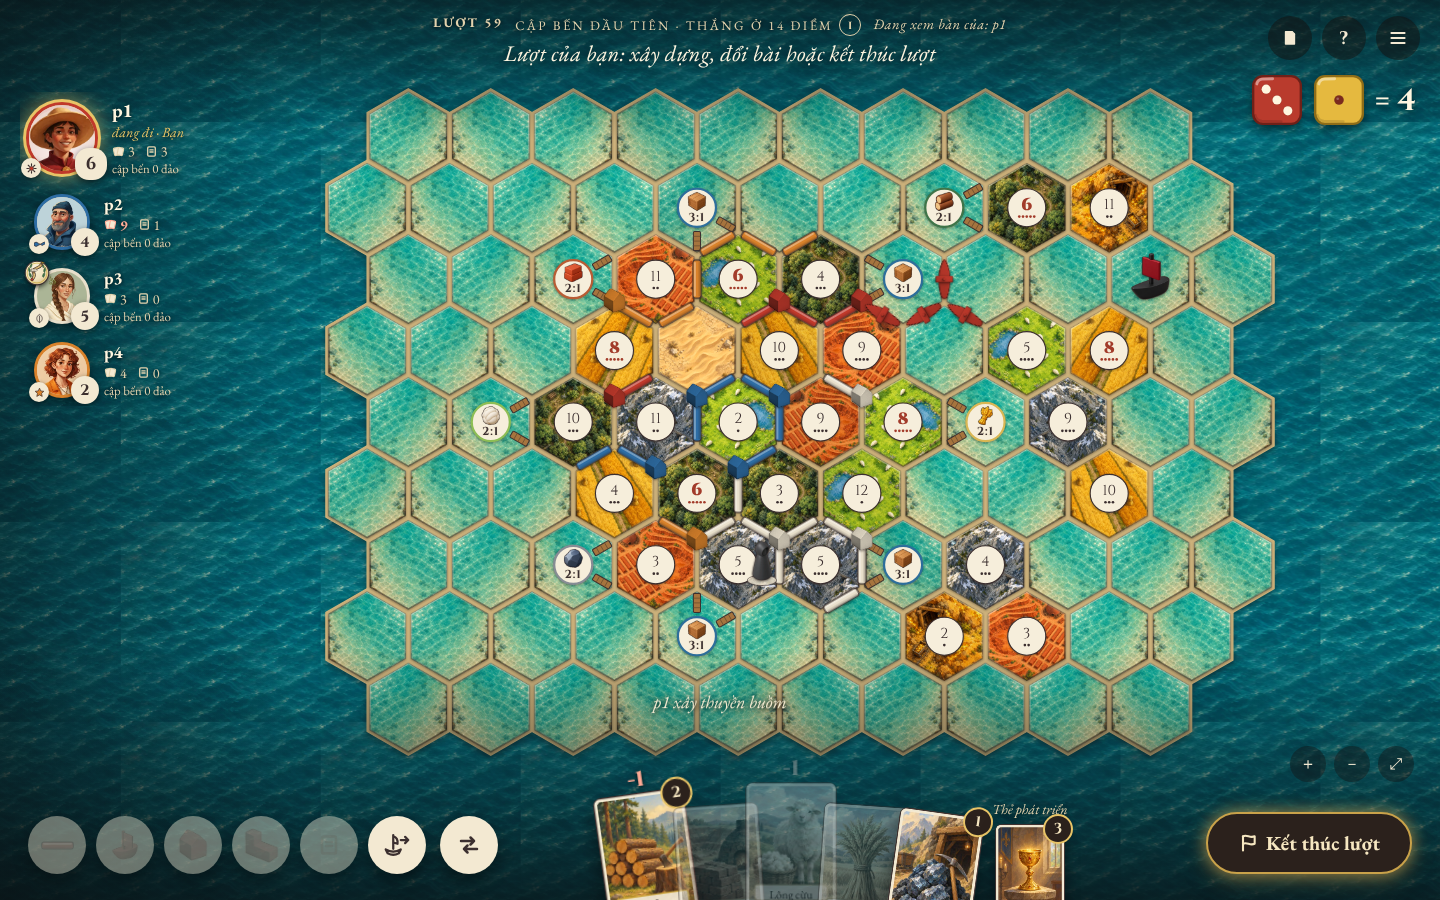 LƯỢT 59 CẬP BẾN ĐẦU TIÊN · THẮNG Ở 14 ĐIỂM I Đang xem bàn của: p1
Lượt của bạn: xây dựng, đổi bài hoặc kết thúc lượt
?
= 4
p1
đang đi · Bạn
3 3
6
cập bến 0 đảo
p2
9 1
4
cập bến 0 đảo
p3
3 0
5
cập bến 0 đảo
p4
4 0
2
cập bến 0 đảo
3:1 2:1 6 11
2:1 11 6 4 3:1
8 10 9 5 8
2:1 10 11 2 9 8 2:1 9
4 6 3 12 10
2:1 3 5 5 3:1 4
3:1 2 3
p1 xây thuyền buồm
+ −
-1 -1
2 1 3
Thẻ phát triển
Lông cừu
Kết thúc lượt